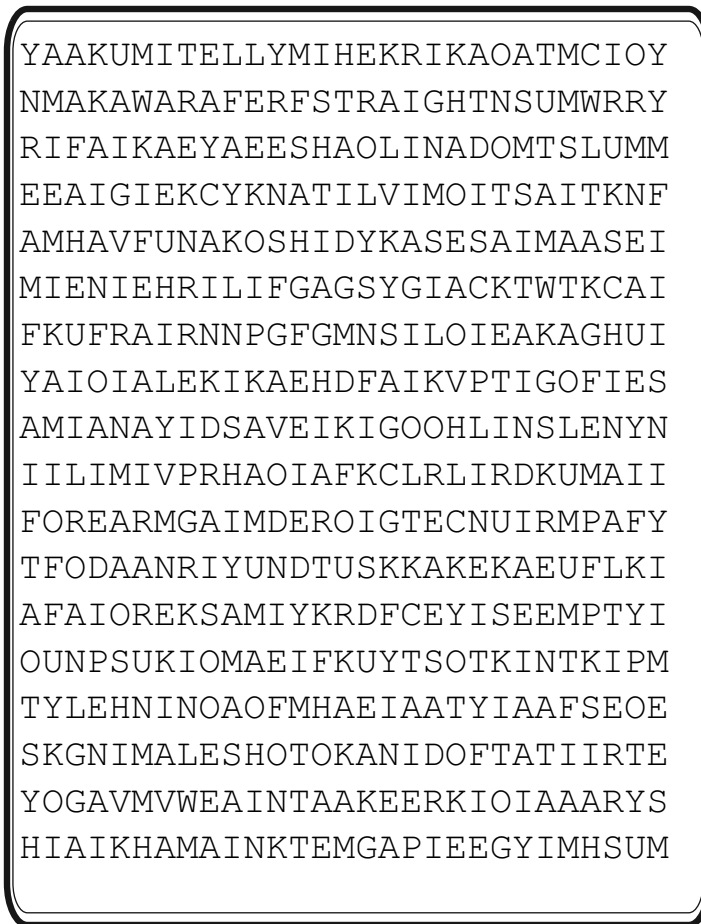 YAAKUMITELLYMIHEKRIKAOATMCIOY
NMAKAWARAFERFSTRAIGHTNSUMWRRY
RIFAIKAEYAEESHAOLINADOMTSLUMM
EEAIGIEKCYKNATILVIMOITSAITKNF
AMHAVFUNAKOSHIDYKASESAIMAASEI
MIENIEHRILIFGAGSYGIACKTWTKCAI
FKUFRAIRNNPGFGMNSILOIEAKAGHUI
YAIOIALEKIKAEHDFAIKVPTIGOFIES
AMIANAYIDSAVEIKIGOOHLINSLENYN
IILIMIVPRHAOIAFKCLRLIRDKUMAII
FOREARMGAIMDEROIGTECNUIRMPAFY
TFODAANRIYUNDTUSKKAKEKAEUFLKI
AFAIOREKSAMIYKRDFCEYISEEMPTYI
OUNPSUKIOMAEIFKUYTSOTKINTKIPM
TYLEHNINOAOFMHAEIAATYIAAFSEOE
SKGNIMALESHOTOKANIDOFTATIIRTE
YOGAVMVWEAINTAAKEERKIOIAAARYS
HIAIKHAMAINKTEMGAPIEEGYIMHSUM